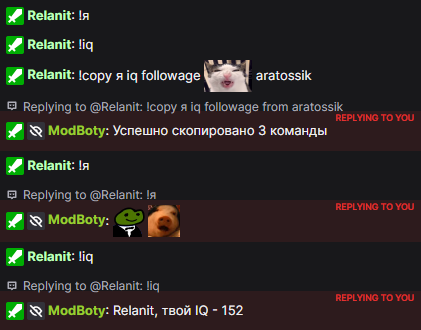 Relanit: !я
Relanit: !iq
Relanit: !copy я iq followage aratossik
Replying to @Relanit: !copy я iq followage from aratossik
REPLYING TO YOU
ModBoty: Успешно скопировано 3 команды
Relanit: !я
Replying to @Relanit: !я
REPLYING TO YOU
ModBoty:
Relanit: !iq
Replying to @Relanit: !iq
REPLYING TO YOU
ModBoty: Relanit, твой IQ - 152